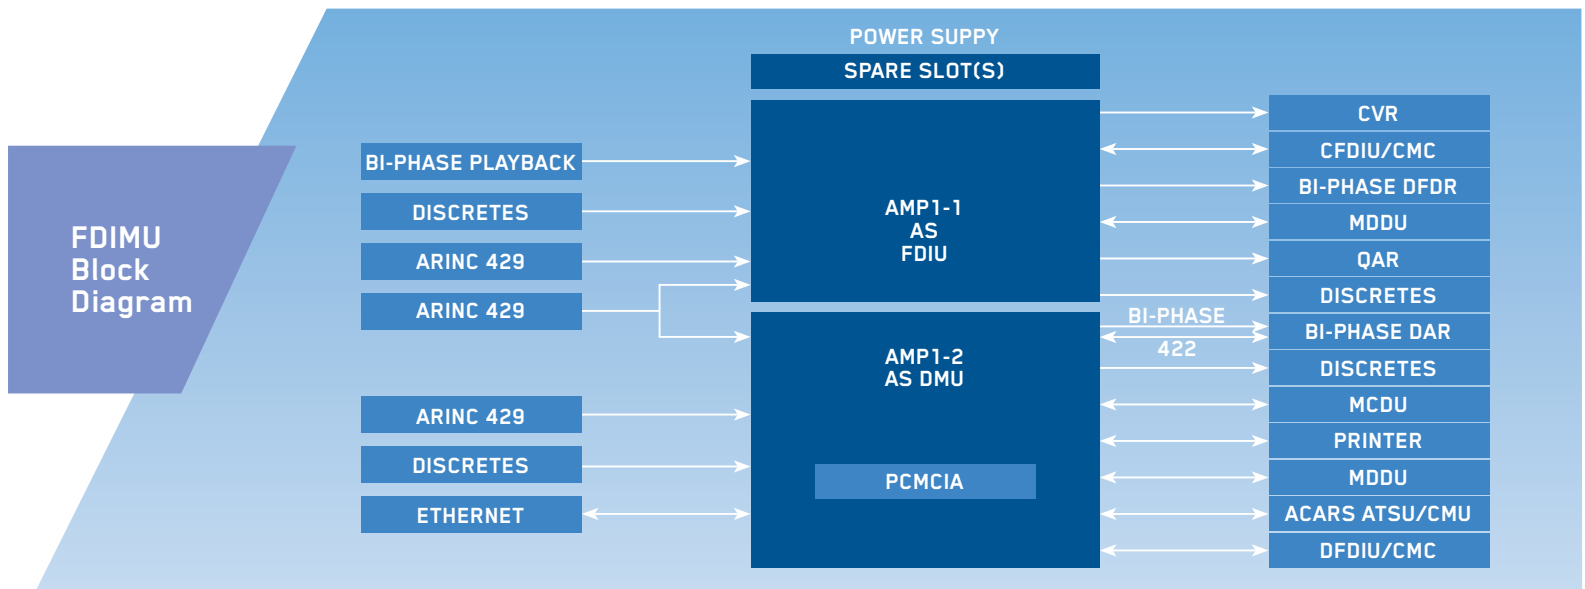 FDIMU
Block
Diagram
POWER SUPPY
SPARE SLOT(S)
BI-PHASE PLAYBACK
DISCRETES
ARINC 429
ARINC 429
ARINC 429
DISCRETES
ETHERNET
AMP1-1
AS
FDIU
AMP1-2
AS DMU
PCMCIA
BI-PHASE
422
CVR
CFDIU/CMC
BI-PHASE DFDR
MDDU
QAR
DISCRETES
BI-PHASE DAR
DISCRETES
MCDU
PRINTER
MDDU
ACARS ATSU/CMU
DFDIU/CMC